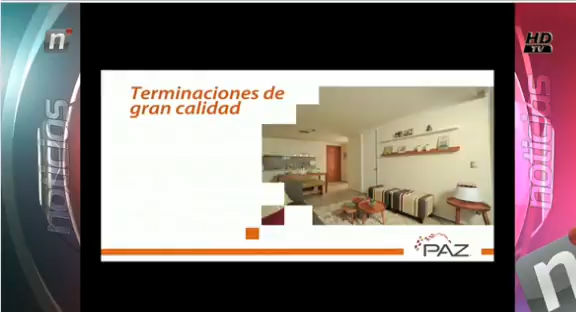 n
HD
TV
Terminaciones de
gran calidad
noticias
noticias
PAZ
n